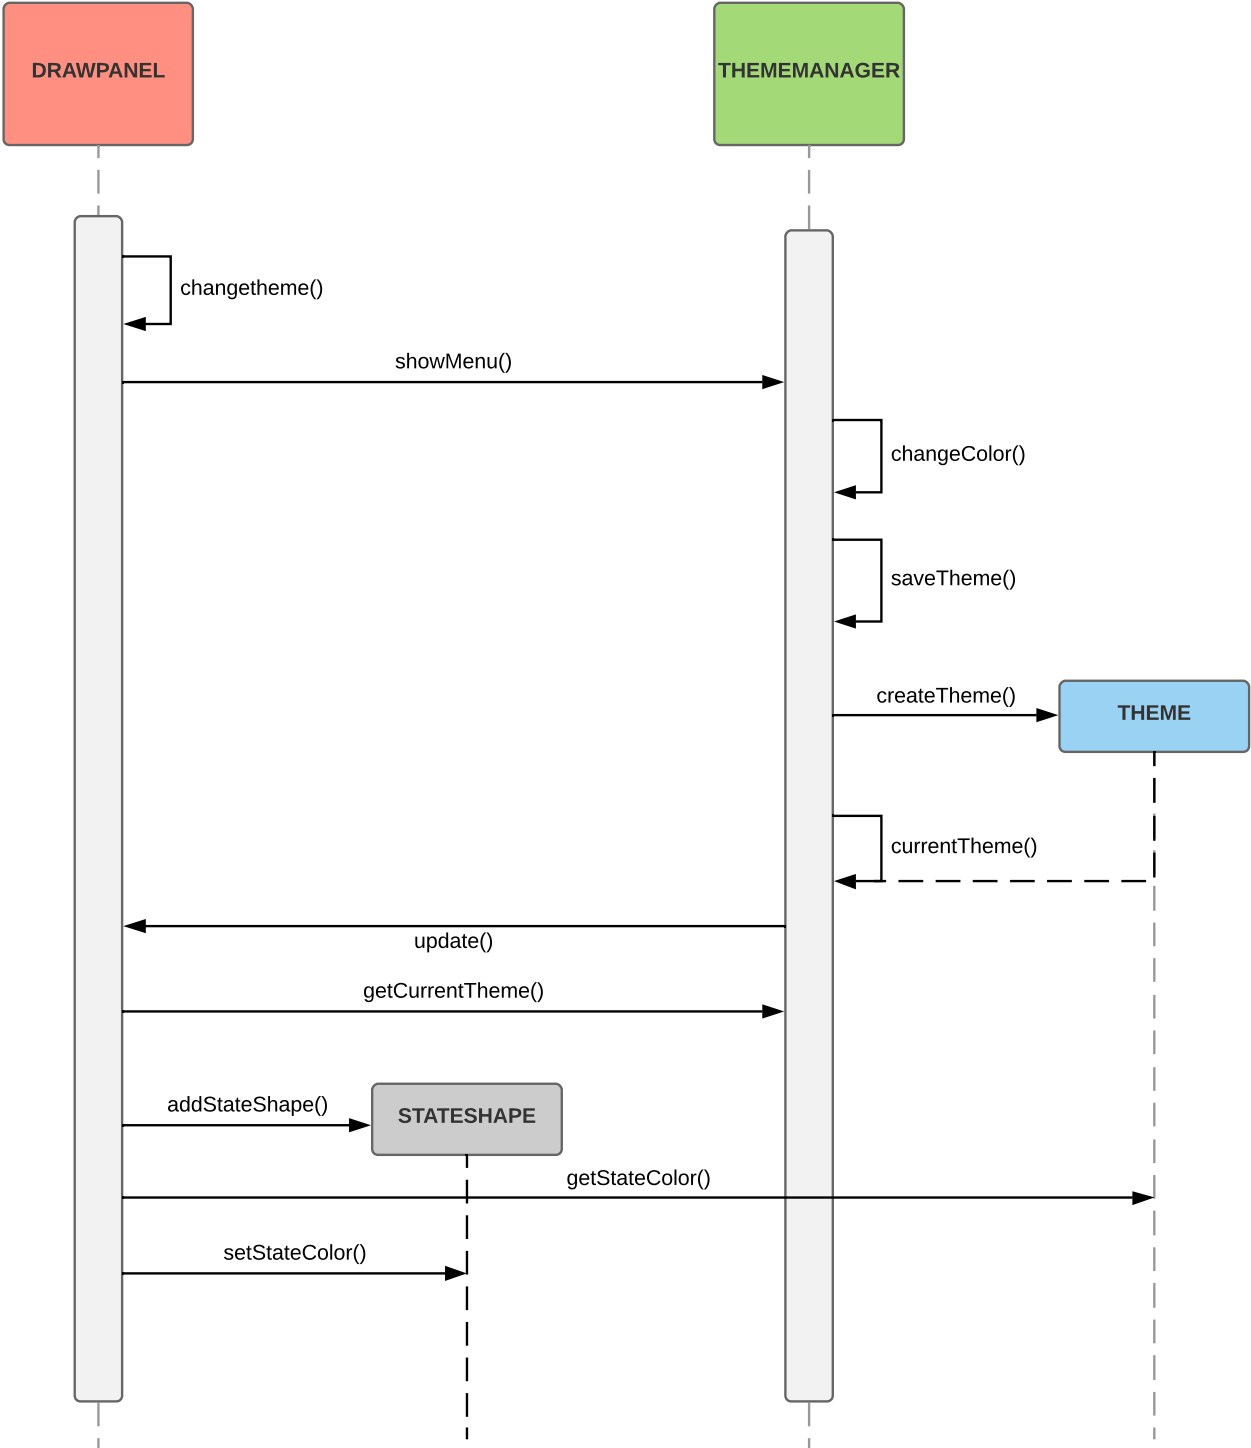 DRAWPANEL
THEMEMANAGER
changetheme()
showMenu()
changeColor()
saveTheme()
createTheme()
THEME
currentTheme()
update()
getCurrentTheme()
addStateShape()
STATESHAPE
getStateColor()
setStateColor()